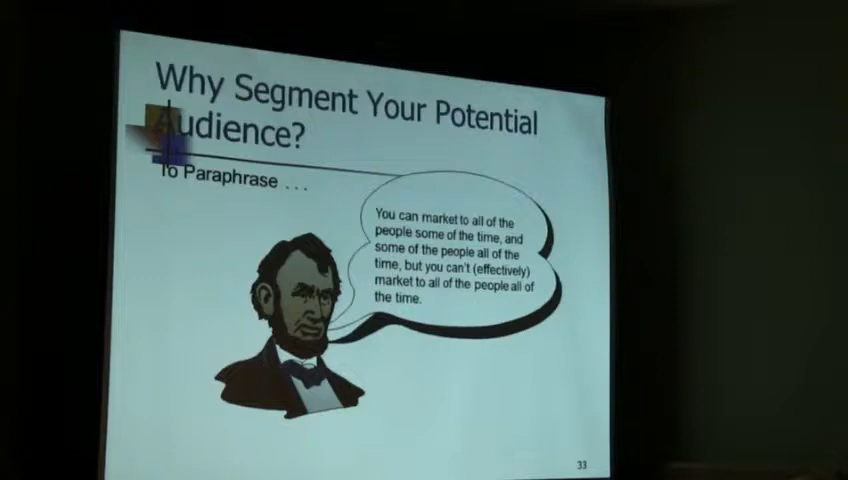 Why Segment Your Potential
Audience?
To Paraphrase . . .
You can market to all of the
people some of the time, and
some of the people all of the
time, but you can't (effectively)
market to all of the people all of
the time.
33